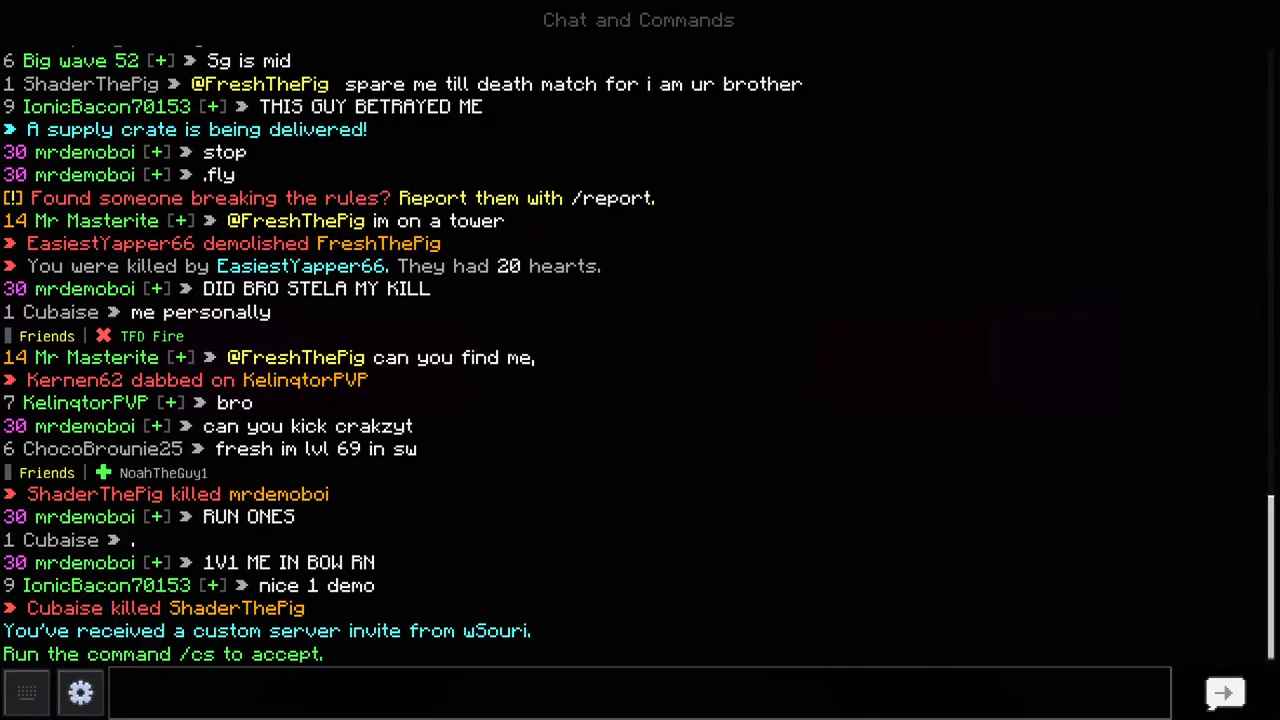 Chat and Commands
6 Big wave 52 [+] » Sg is mid
1 ShaderThePig » @FreshThePig spare me till death match for i am ur brother
9 IonicBacon70153 [+] » THIS GUY BETRAYED ME
» A supply crate is being delivered!
30 mrdemoboi [+] » stop
30 mrdemoboi [+] » .fly
[!] Found someone breaking the rules? Report them with /report.
14 Mr Masterite [+] » @FreshThePig im on a tower
» EasiestYapper66 demolished FreshThePig
» You were killed by EasiestYapper66. They had 20 hearts.
30 mrdemoboi [+] » DID BRO STELA MY KILL
1 Cubaise » me personally
Friends | ✖ TFD Fire
14 Mr Masterite [+] » @FreshThePig can you find me,
» Kernen62 dabbed on KelinqtorPVP
7 KelinqtorPVP [+] » bro
30 mrdemoboi [+] » can you kick crakzyt
6 ChocoBrownie25 » fresh im lvl 69 in sw
Friends | ✚ NoahTheGuy1
» ShaderThePig killed mrdemoboi
30 mrdemoboi [+] » RUN ONES
1 Cubaise » .
30 mrdemoboi [+] » 1V1 ME IN BOW RN
9 IonicBacon70153 [+] » nice 1 demo
» Cubaise killed ShaderThePig
You've received a custom server invite from wSouri.
Run the command /cs to accept.